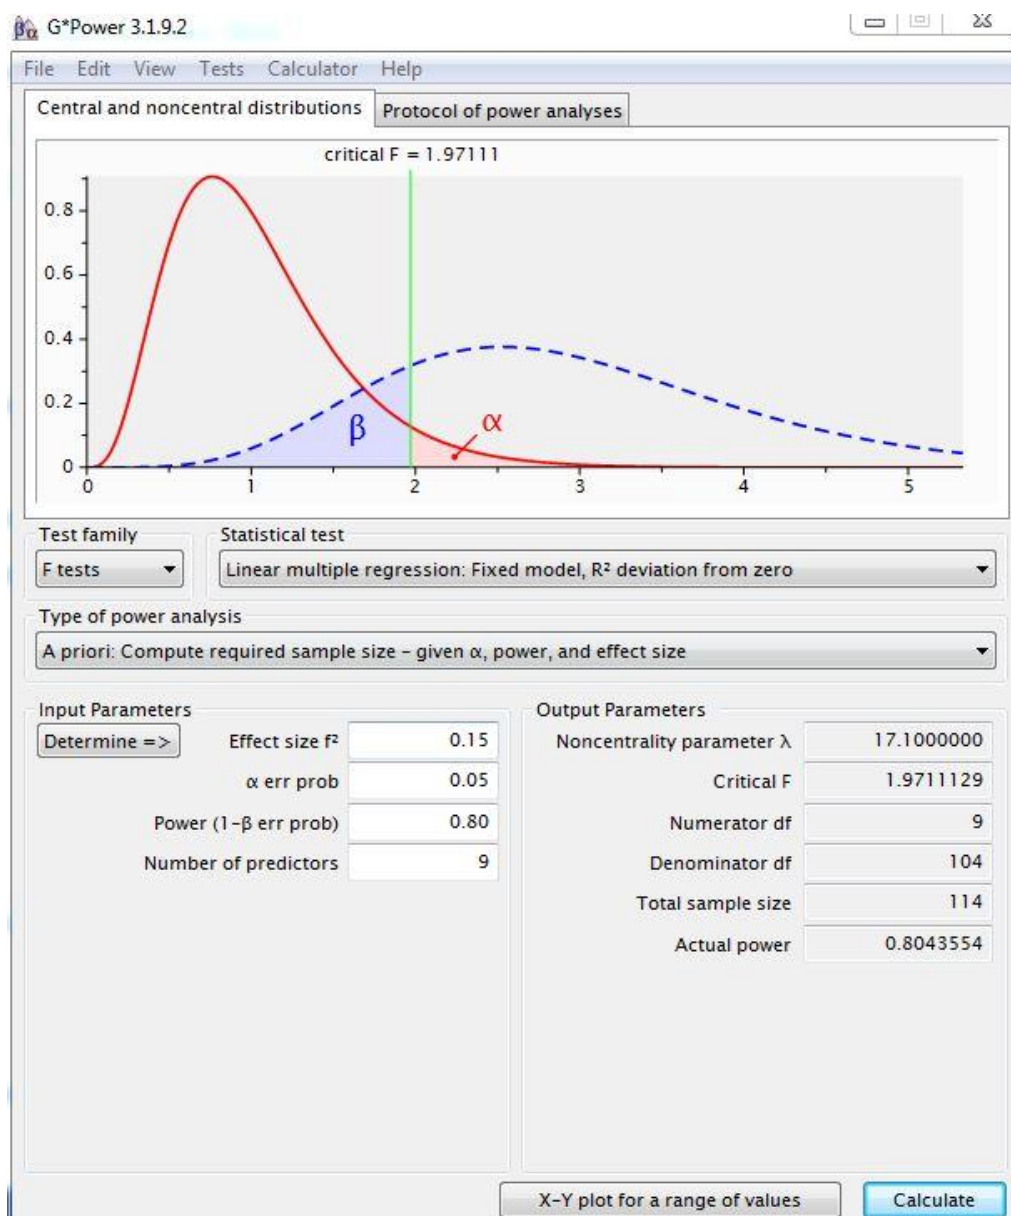 βα G*Power 3.1.9.2
File Edit View Tests Calculator Help
Central and noncentral distributions Protocol of power analyses
critical F = 1.97111
0.8
0.6
0.4
0.2
0
β
α
0 1 2 3 4 5
Test family Statistical test
F tests Linear multiple regression: Fixed model, R² deviation from zero
Type of power analysis
A priori: Compute required sample size – given α, power, and effect size
Input Parameters Output Parameters
Determine => Effect size f² 0.15 Noncentrality parameter λ 17.1000000
α err prob 0.05 Critical F 1.9711129
Power (1-β err prob) 0.80 Numerator df 9
Number of predictors 9 Denominator df 104
Total sample size 114
Actual power 0.8043554
X-Y plot for a range of values Calculate